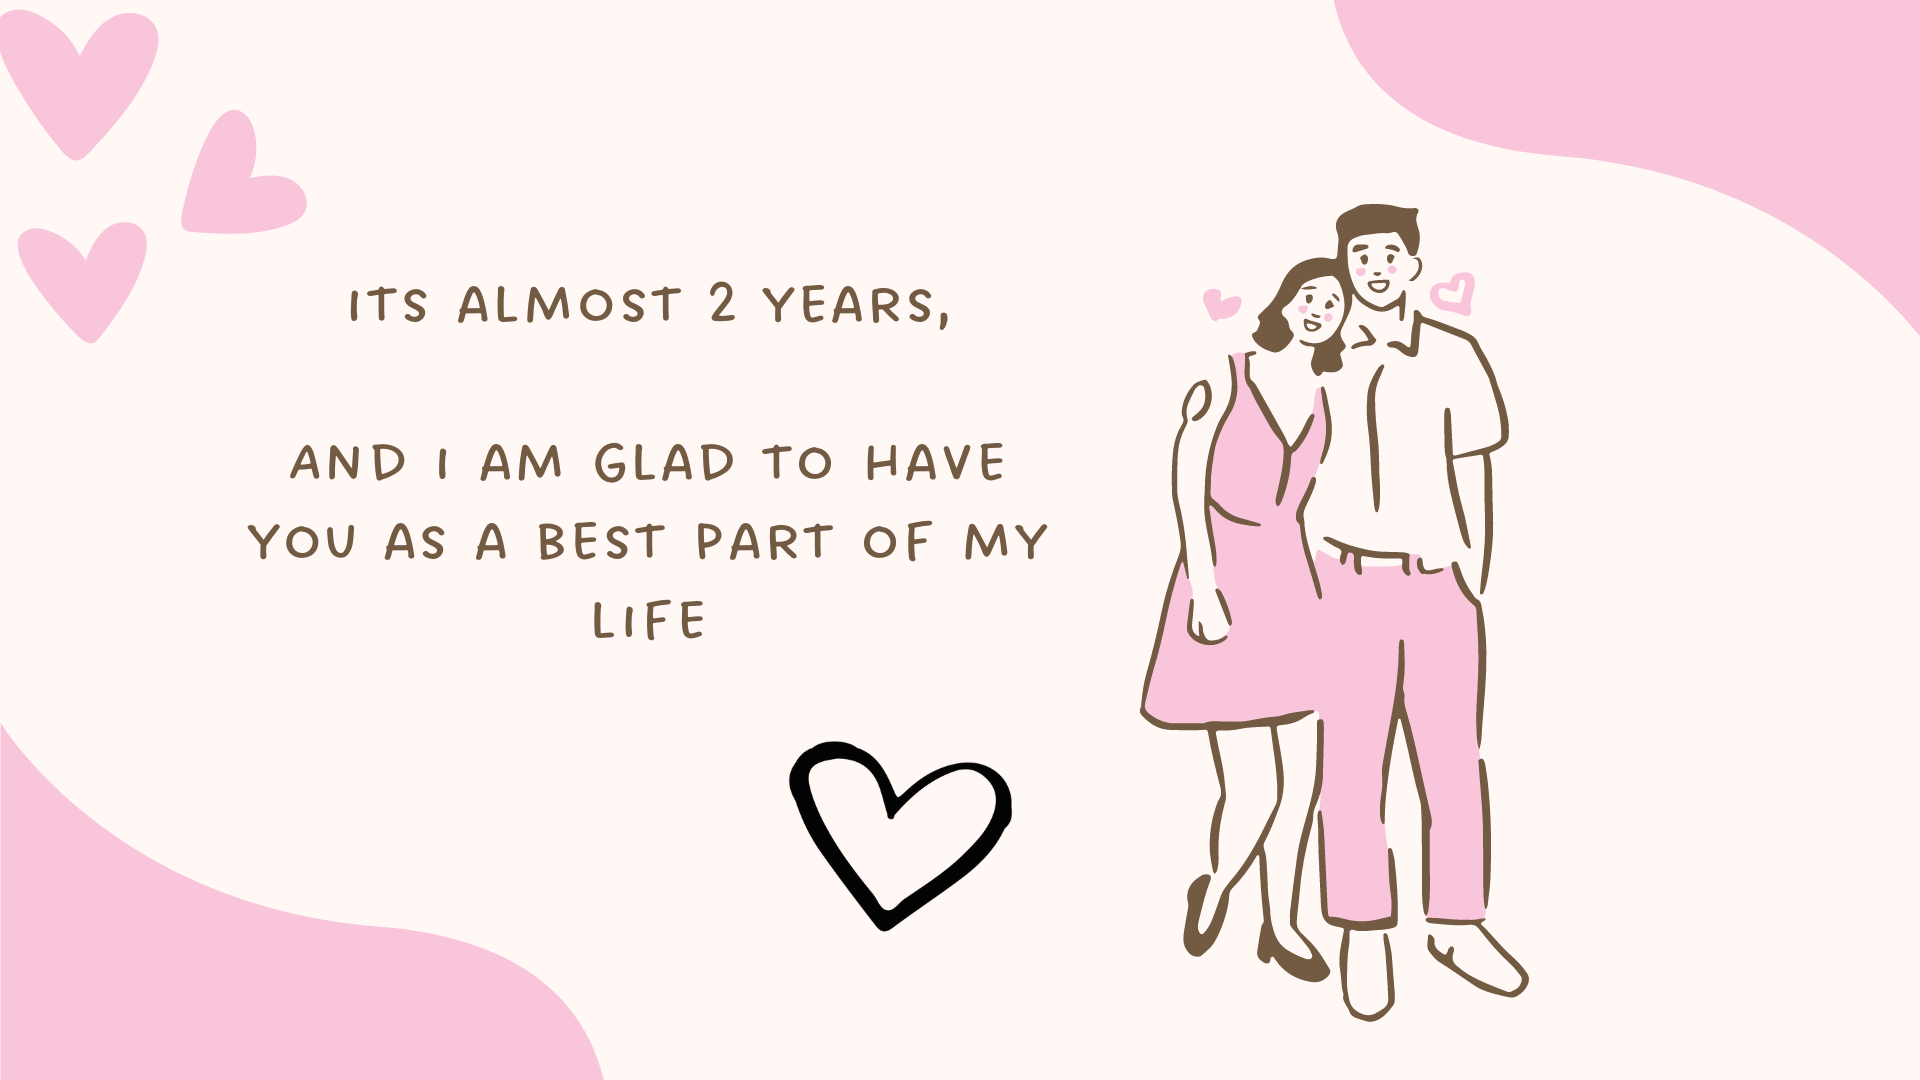 ITS ALMOST 2 YEARS,
AND I AM GLAD TO HAVE
YOU AS A BEST PART OF MY
LIFE